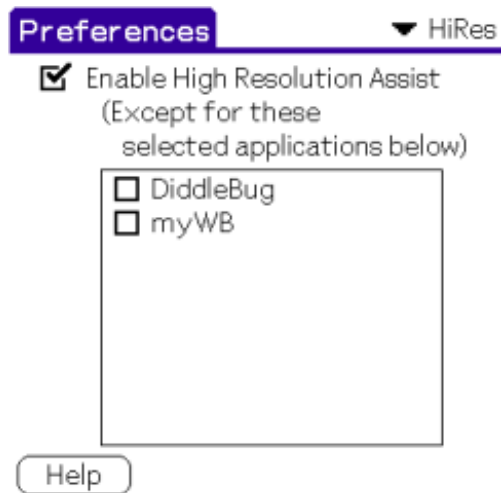 Preferences HiRes
Enable High Resolution Assist
(Except for these
selected applications below)
DiddleBug
myWB
Help